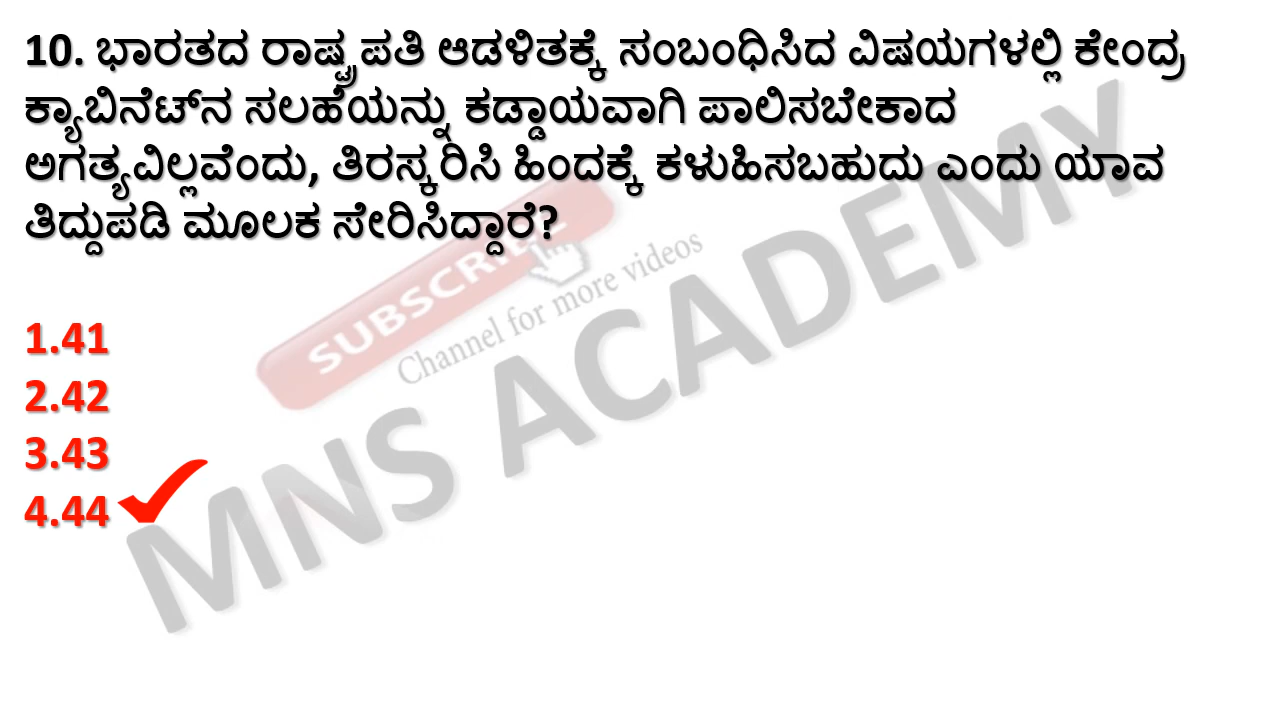 10. ಭಾರತದ ರಾಷ್ಟ್ರಪತಿ ಆಡಳಿತಕ್ಕೆ ಸಂಬಂಧಿಸಿದ ವಿಷಯಗಳಲ್ಲಿ ಕೇಂದ್ರ
ಕ್ಯಾಬಿನೆಟ್‌ನ ಸಲಹೆಯನ್ನು ಕಡ್ಡಾಯವಾಗಿ ಪಾಲಿಸಬೇಕಾದ
ಅಗತ್ಯವಿಲ್ಲವೆಂದು, ತಿರಸ್ಕರಿಸಿ ಹಿಂದಕ್ಕೆ ಕಳುಹಿಸಬಹುದು ಎಂದು ಯಾವ
ತಿದ್ದುಪಡಿ ಮೂಲಕ ಸೇರಿಸಿದ್ದಾರೆ?
1.41
2.42
3.43
4.44
SUBSCRIBE
Channel for more videos
MNS ACADEMY